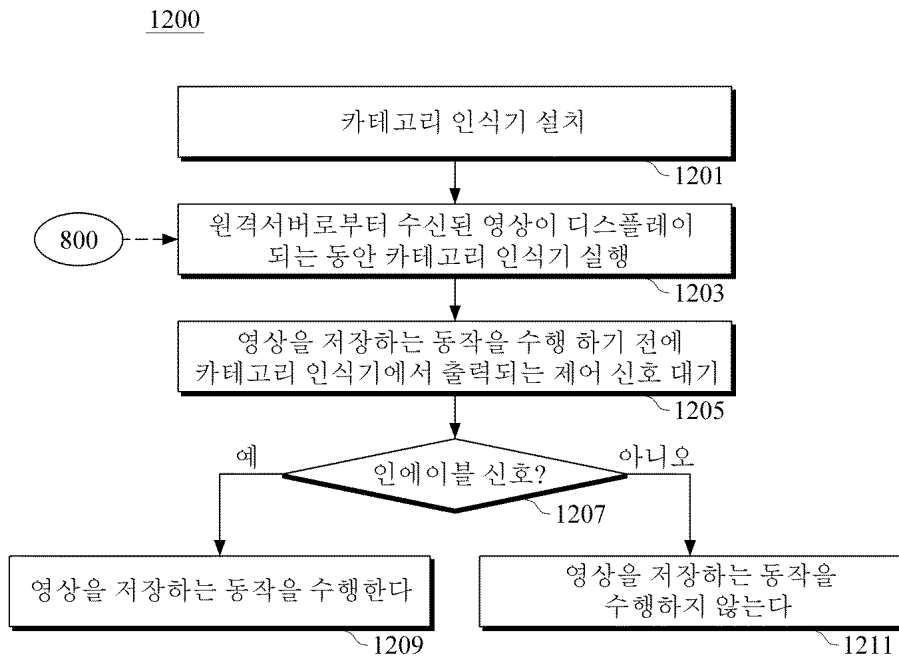 1200
카테고리 인식기 설치
1201
원격서버로부터 수신된 영상이 디스플레이
되는 동안 카테고리 인식기 실행
800
1203
영상을 저장하는 동작을 수행 하기 전에
카테고리 인식기에서 출력되는 제어 신호 대기
1205
예
인에이블 신호?
아니오
1207
영상을 저장하는 동작을 수행한다
1209
영상을 저장하는 동작을
수행하지 않는다
1211